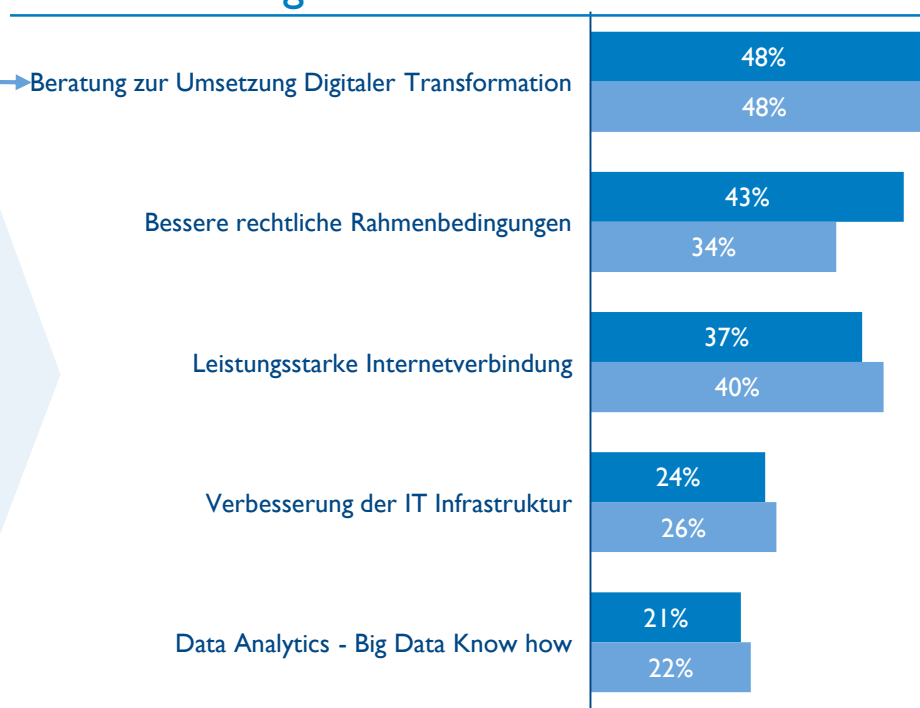 Beratung zur Umsetzung Digitaler Transformation
48%
48%
Bessere rechtliche Rahmenbedingungen
43%
34%
Leistungsstarke Internetverbindung
37%
40%
Verbesserung der IT Infrastruktur
24%
26%
Data Analytics - Big Data Know how
21%
22%